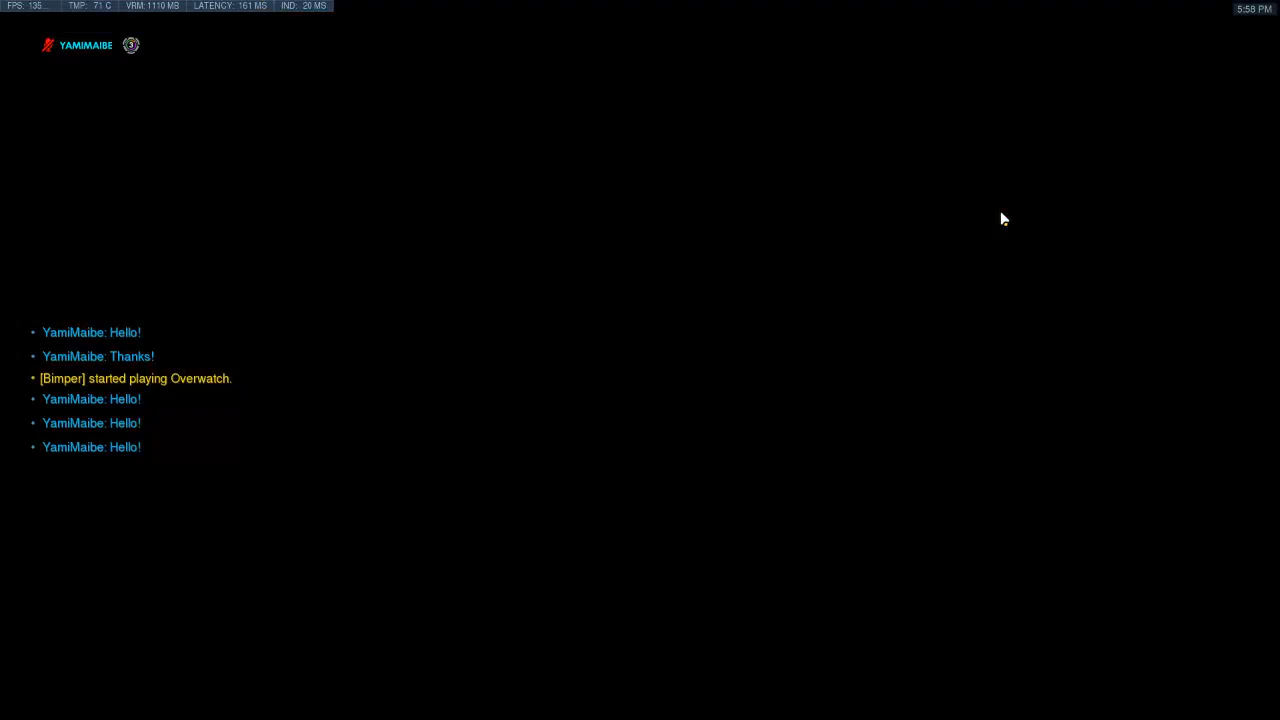 FPS: 135... TMP: 71 C VRM: 1110 MB LATENCY: 161 MS IND: 20 MS
5:58 PM
YAMIMAIBE 3
• YamiMaibe: Hello!
• YamiMaibe: Thanks!
• [Bimper] started playing Overwatch.
• YamiMaibe: Hello!
• YamiMaibe: Hello!
• YamiMaibe: Hello!